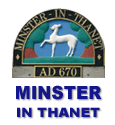 MINSTER-IN-THANET
AD 670
MINSTER
IN THANET